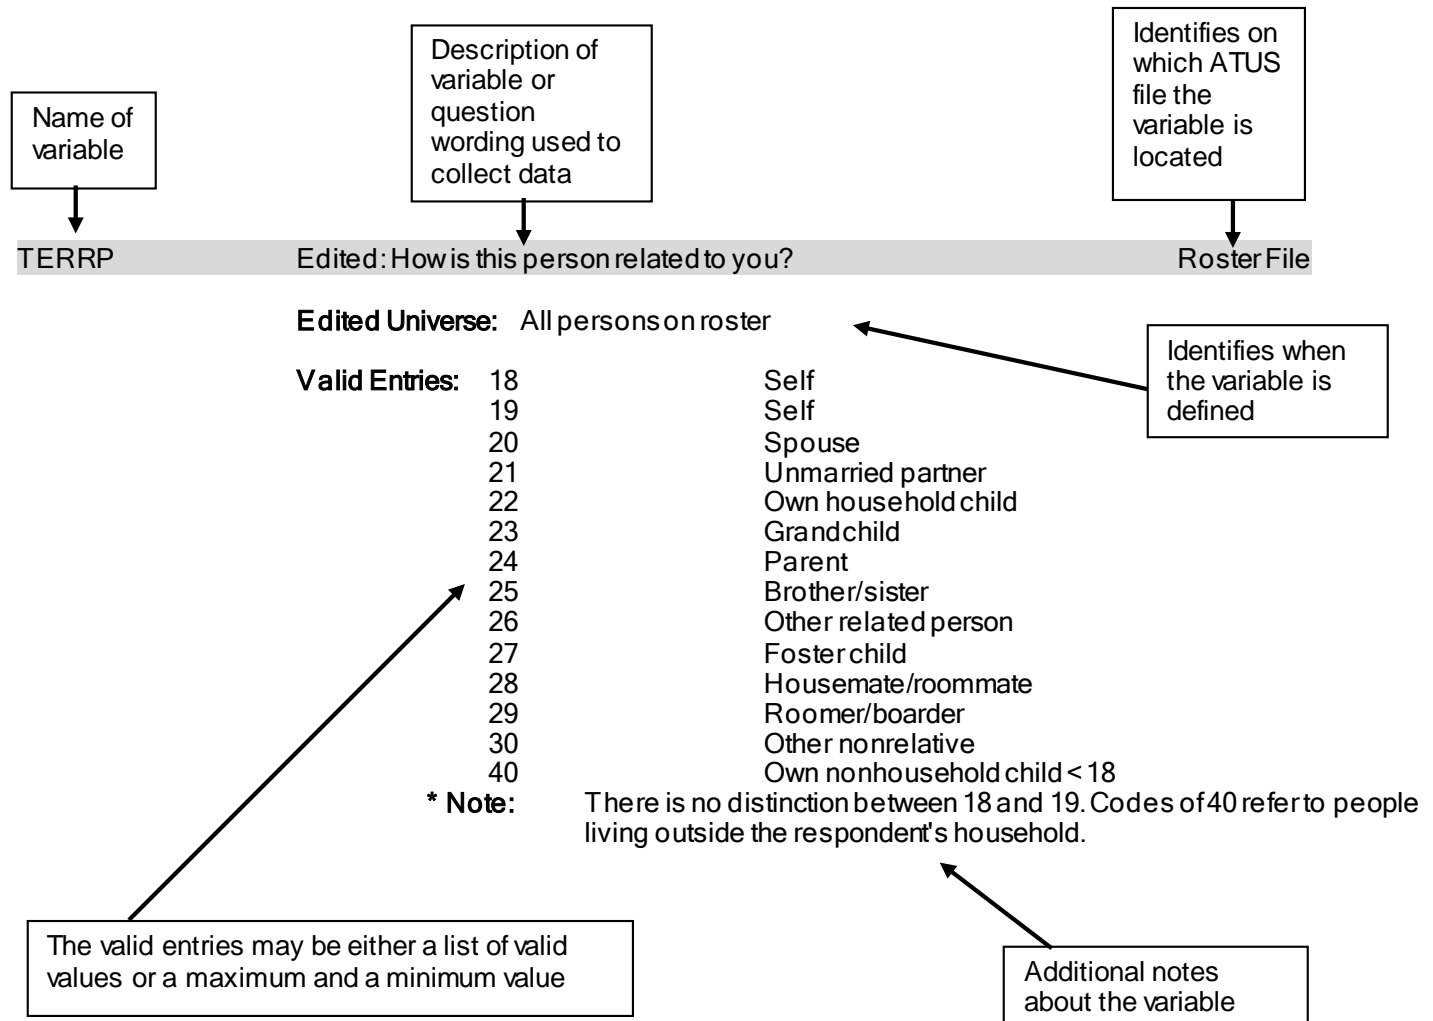 Name of
variable
Description of
variable or
question
wording used to
collect data
Identifies on
which ATUS
file the
variable is
located
TERRP Edited: How is this person related to you? Roster File
Edited Universe: All persons on roster
Identifies when
the variable is
defined
Valid Entries: 18 Self
19 Self
20 Spouse
21 Unmarried partner
22 Own household child
23 Grandchild
24 Parent
25 Brother/sister
26 Other related person
27 Foster child
28 Housemate/roommate
29 Roomer/boarder
30 Other nonrelative
40 Own nonhousehold child < 18
* Note: There is no distinction between 18 and 19. Codes of 40 refer to people
living outside the respondent's household.
The valid entries may be either a list of valid
values or a maximum and a minimum value
Additional notes
about the variable